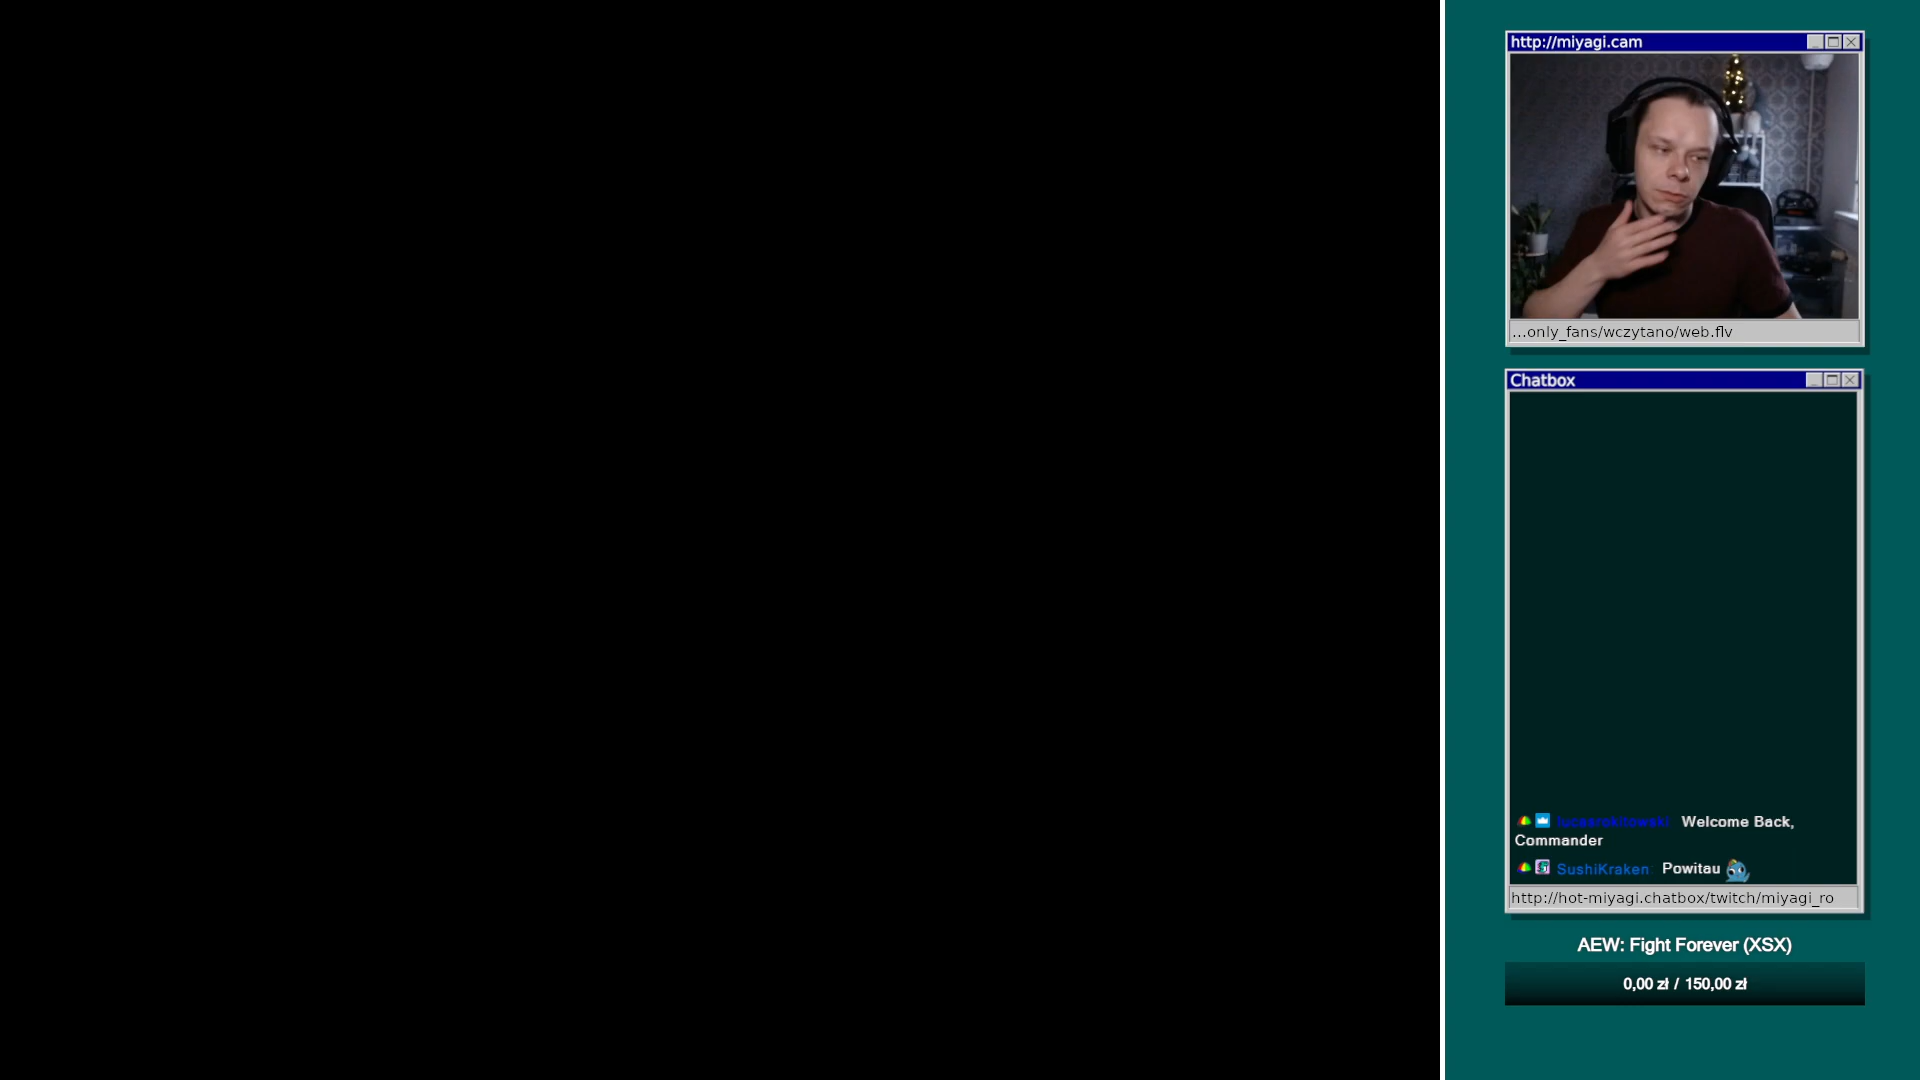 http://miyagi.cam
...only_fans/wczytano/web.flv
Chatbox
lucasrokitowski Welcome Back,
Commander
SushiKraken: Powitau
http://hot-miyagi.chatbox/twitch/miyagi_ro
AEW: Fight Forever (XSX)
0,00 zł / 150,00 zł